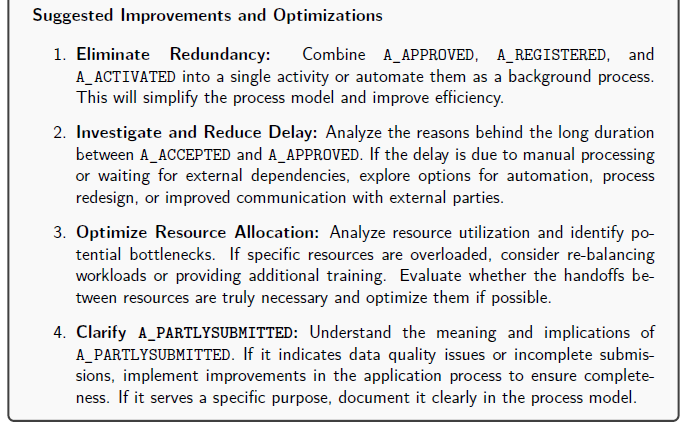 Suggested Improvements and Optimizations
1. Eliminate Redundancy: Combine A_APPROVED, A_REGISTERED, and
A_ACTIVATED into a single activity or automate them as a background process.
This will simplify the process model and improve efficiency.
2. Investigate and Reduce Delay: Analyze the reasons behind the long duration
between A_ACCEPTED and A_APPROVED. If the delay is due to manual processing
or waiting for external dependencies, explore options for automation, process
redesign, or improved communication with external parties.
3. Optimize Resource Allocation: Analyze resource utilization and identify po-
tential bottlenecks. If specific resources are overloaded, consider re-balancing
workloads or providing additional training. Evaluate whether the handoffs be-
tween resources are truly necessary and optimize them if possible.
4. Clarify A_PARTLYSUBMITTED: Understand the meaning and implications of
A_PARTLYSUBMITTED. If it indicates data quality issues or incomplete submis-
sions, implement improvements in the application process to ensure complete-
ness. If it serves a specific purpose, document it clearly in the process model.